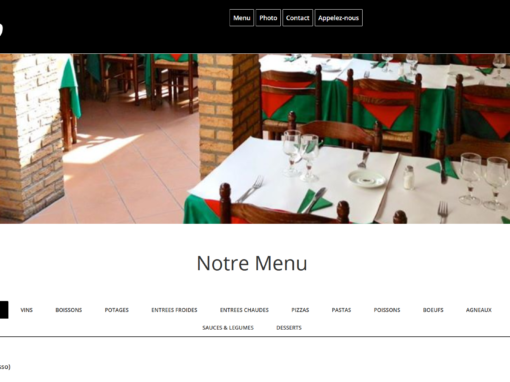 Menu Photo Contact Appelez-nous
Notre Menu
VINS BOISSONS POTAGES ENTREES FROIDES ENTREES CHAUDES PIZZAS PASTAS POISSONS BOEUFS AGNEAUX
SAUCES & LEGUMES DESSERTS
sso)